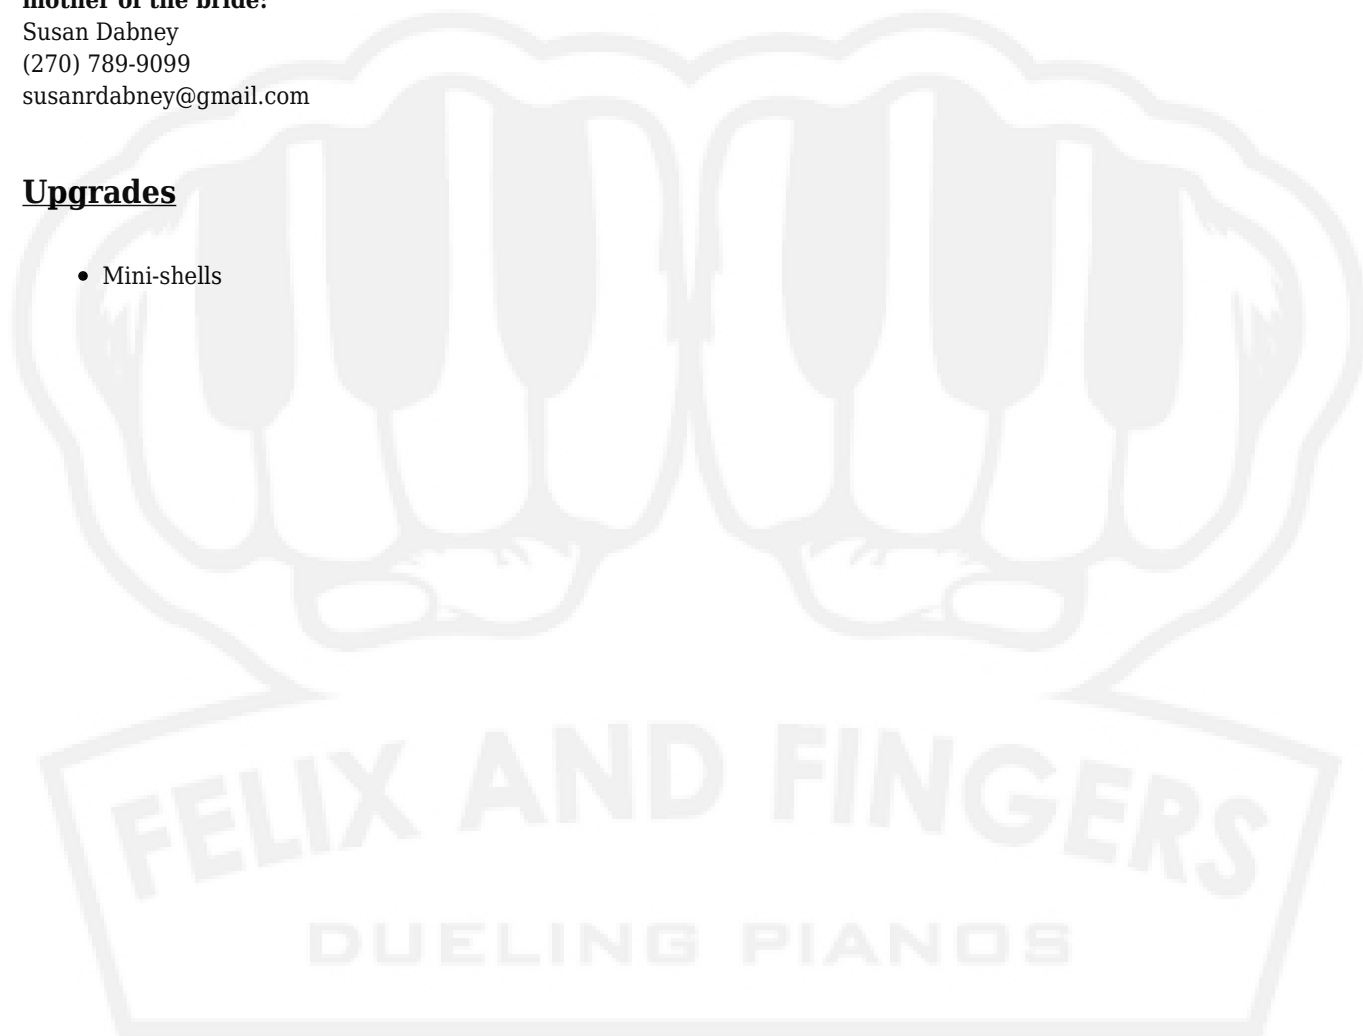 mother of the bride:
Susan Dabney
(270) 789-9099
susanrdabney@gmail.com
Upgrades
Mini-shells
FELIX AND FINGERS
DUELING PIANOS